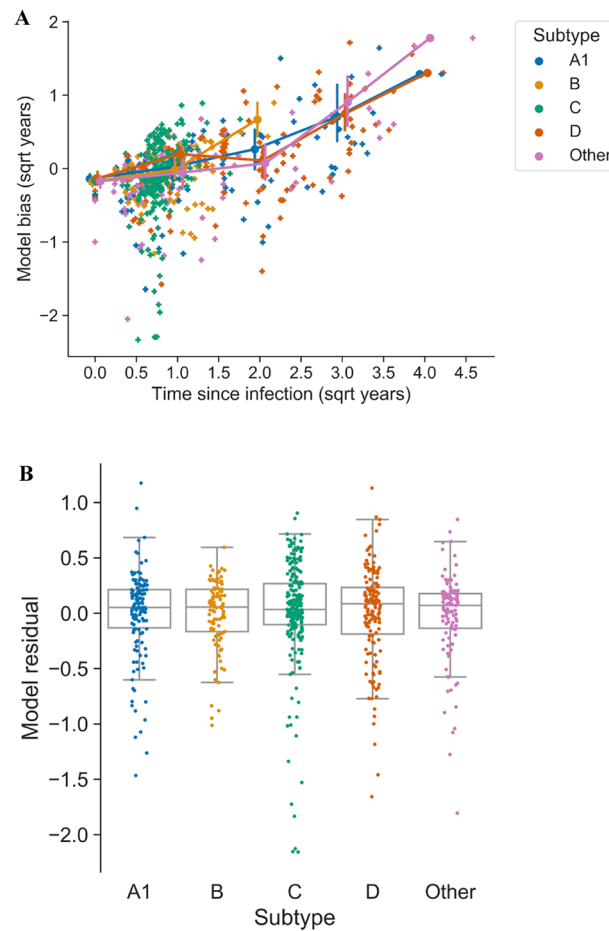 A
2
1
0
−1
−2
Model bias (sqrt years)
0.0 0.5 1.0 1.5 2.0 2.5 3.0 3.5 4.0 4.5
Time since infection (sqrt years)
Subtype
A1
B
C
D
Other
B
1.0
0.5
0.0
−0.5
−1.0
−1.5
−2.0
Model residual
A1 B C D Other
Subtype